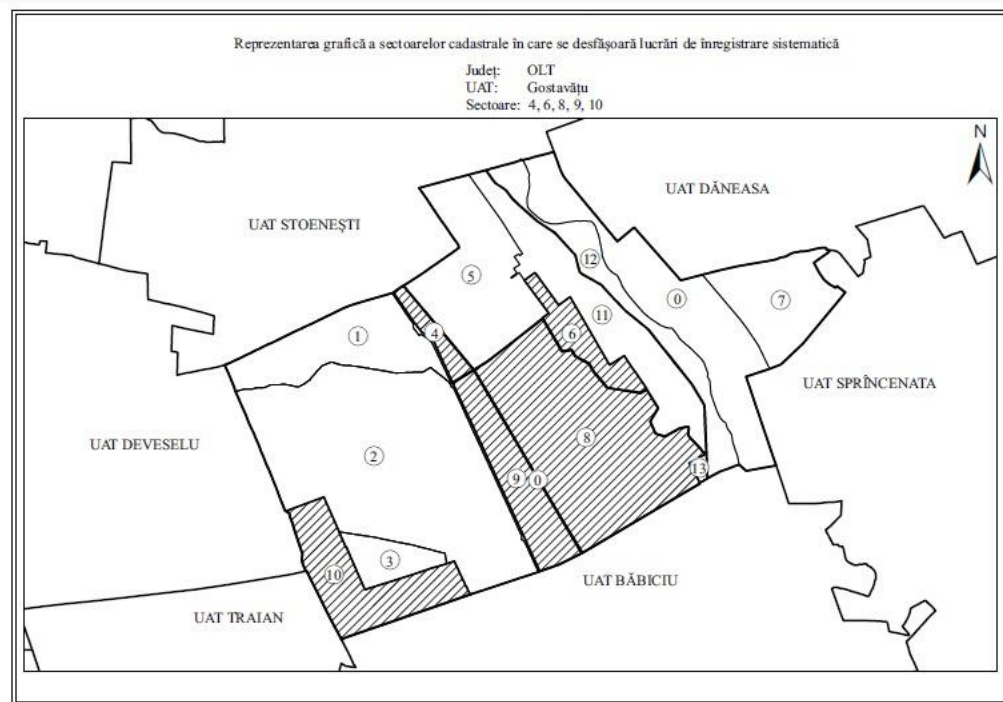 Reprezentarea grafică a sectoarelor cadastrale în care se desfășoară lucrări de înregistrare sistematică
Județ: OLT
UAT: Gostavățu
Sectoare: 4, 6, 8, 9, 10
N
UAT DĂNEASA
UAT STOENEȘTI
12
5
0
7
11
4
6
1
UAT SPRÎNCENATA
UAT DEVESELU
8
2
13
9
0
3
10
UAT BĂBICIU
UAT TRAIAN